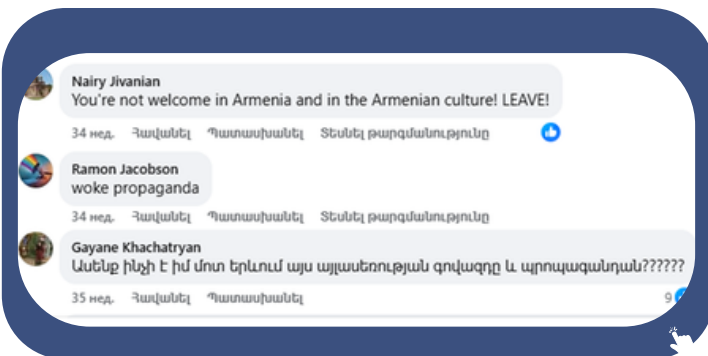 Nairy Jivanian
You're not welcome in Armenia and in the Armenian culture! LEAVE!
34 нед. Հավանել Պատասխանել Տեսնել թարգմանությունը
Ramon Jacobson
woke propaganda
34 нед. Հավանել Պատասխանել Տեսնել թարգմանությունը
Gayane Khachatryan
Ասենք ինչի է իմ մոտ երևում այս այլասեռության գովազդը և պրոպագանդան??????
35 нед. Հավանել Պատասխանել 9